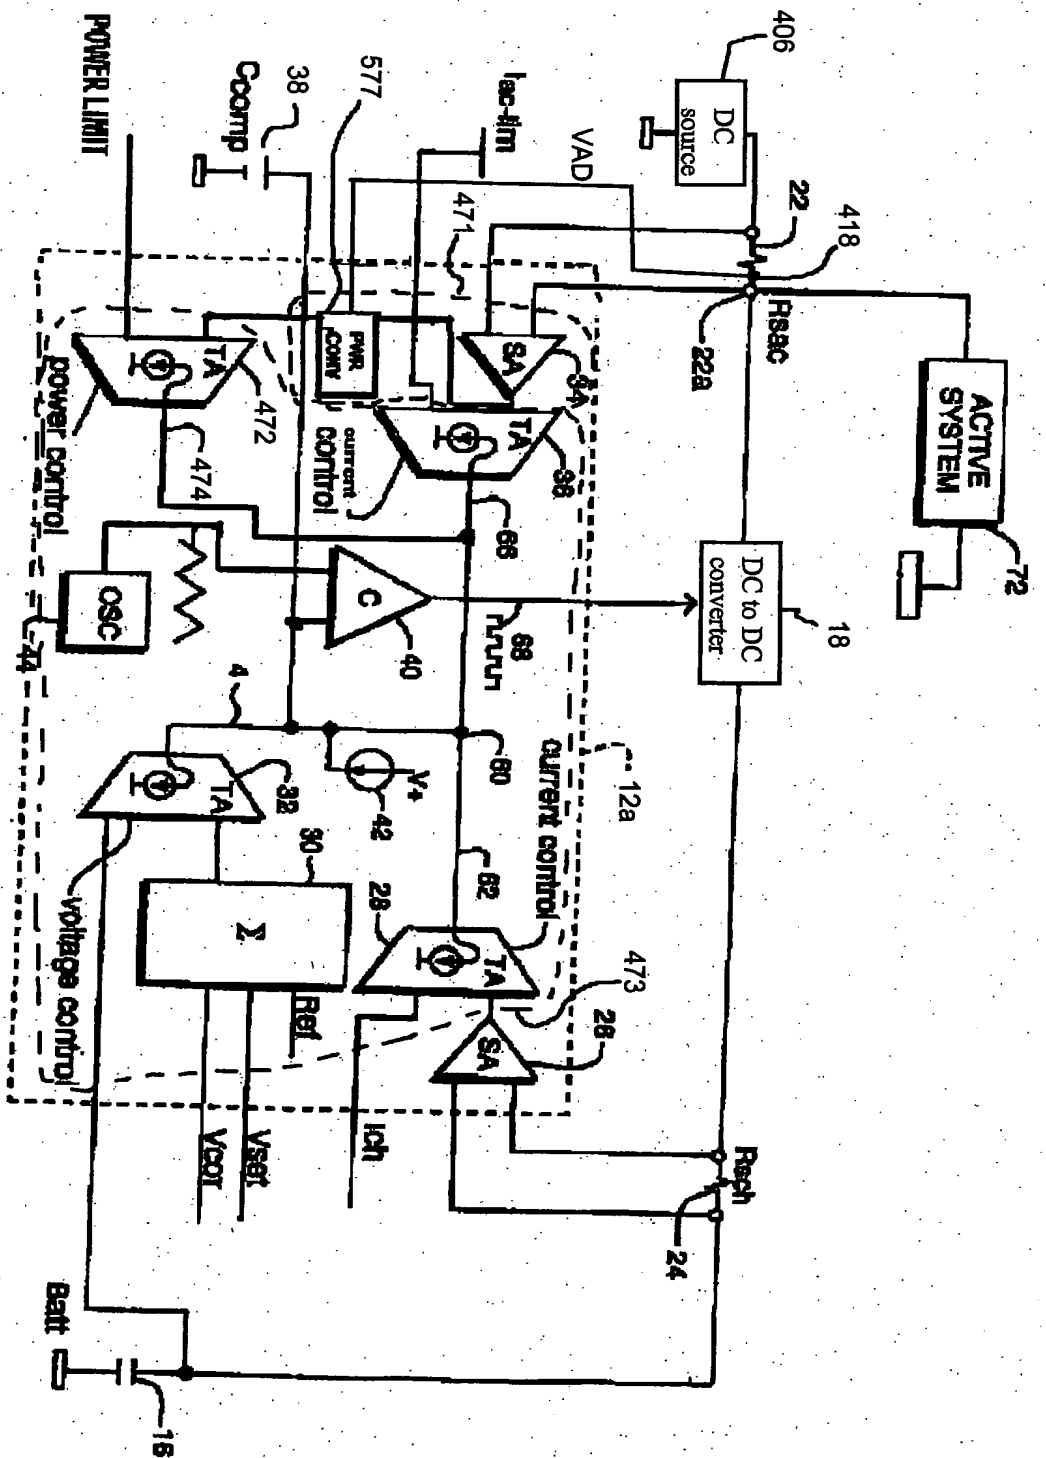 406
DC
source
22
418
Rsac
22a
ACTIVE
SYSTEM
72
DC to DC
converter
18
VAD
Iac-lim
577
38
Ccomp
POWER LIMIT
471
SA
34
PWR
CONV
TA
36
current
control
66
TA
472
474
power control
OSC
44
C
40
68
4
TA
32
voltage control
V+
42
60
62
12a
current control
30
Σ
28
TA
473
SA
26
Ref
Ich
Vset
Vcor
Rsch
24
Batt
16